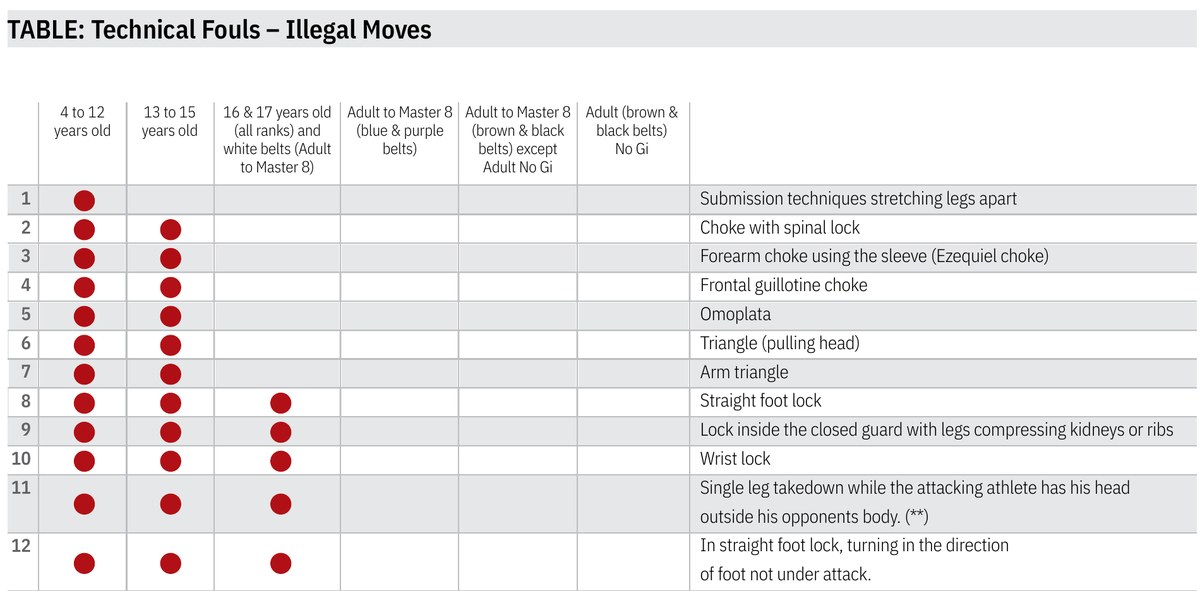 TABLE: Technical Fouls – Illegal Moves
4 to 12
years old
13 to 15
years old
16 & 17 years old
(all ranks) and
white belts (Adult
to Master 8)
Adult to Master 8
(blue & purple
belts)
Adult to Master 8
(brown & black
belts) except
Adult No Gi
Adult (brown &
black belts)
No Gi
1 Submission techniques stretching legs apart
2 Choke with spinal lock
3 Forearm choke using the sleeve (Ezequiel choke)
4 Frontal guillotine choke
5 Omoplata
6 Triangle (pulling head)
7 Arm triangle
8 Straight foot lock
9 Lock inside the closed guard with legs compressing kidneys or ribs
10 Wrist lock
11 Single leg takedown while the attacking athlete has his head
outside his opponents body. (**)
12 In straight foot lock, turning in the direction
of foot not under attack.